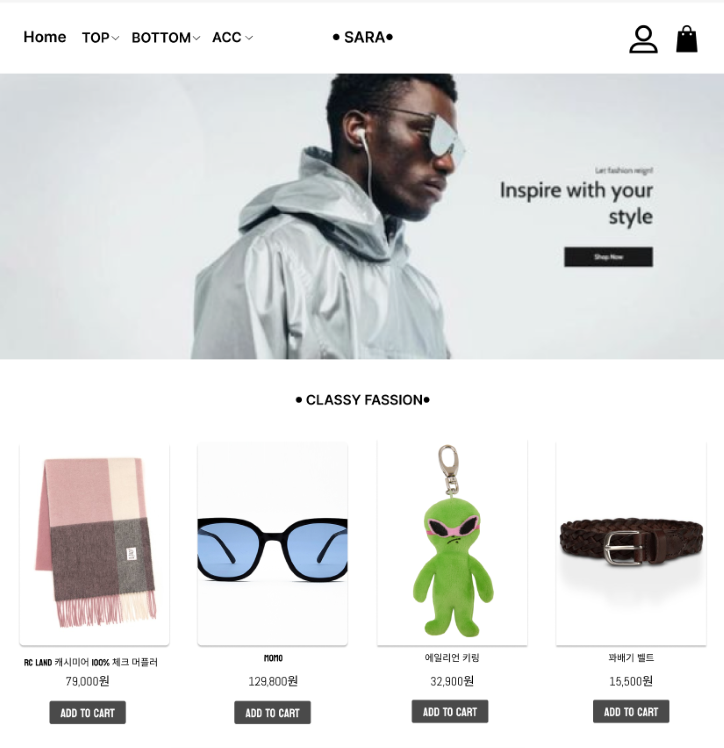 Home TOP BOTTOM ACC • SARA•
Let fashion reign!
Inspire with your
style
Shop Now
• CLASSY FASSION•
RC LAND 캐시미어 100% 체크 머플러
79,000원
ADD TO CART
MOMO
129,800원
ADD TO CART
에일리언 키링
32,900원
ADD TO CART
꽈배기 벨트
15,500원
ADD TO CART